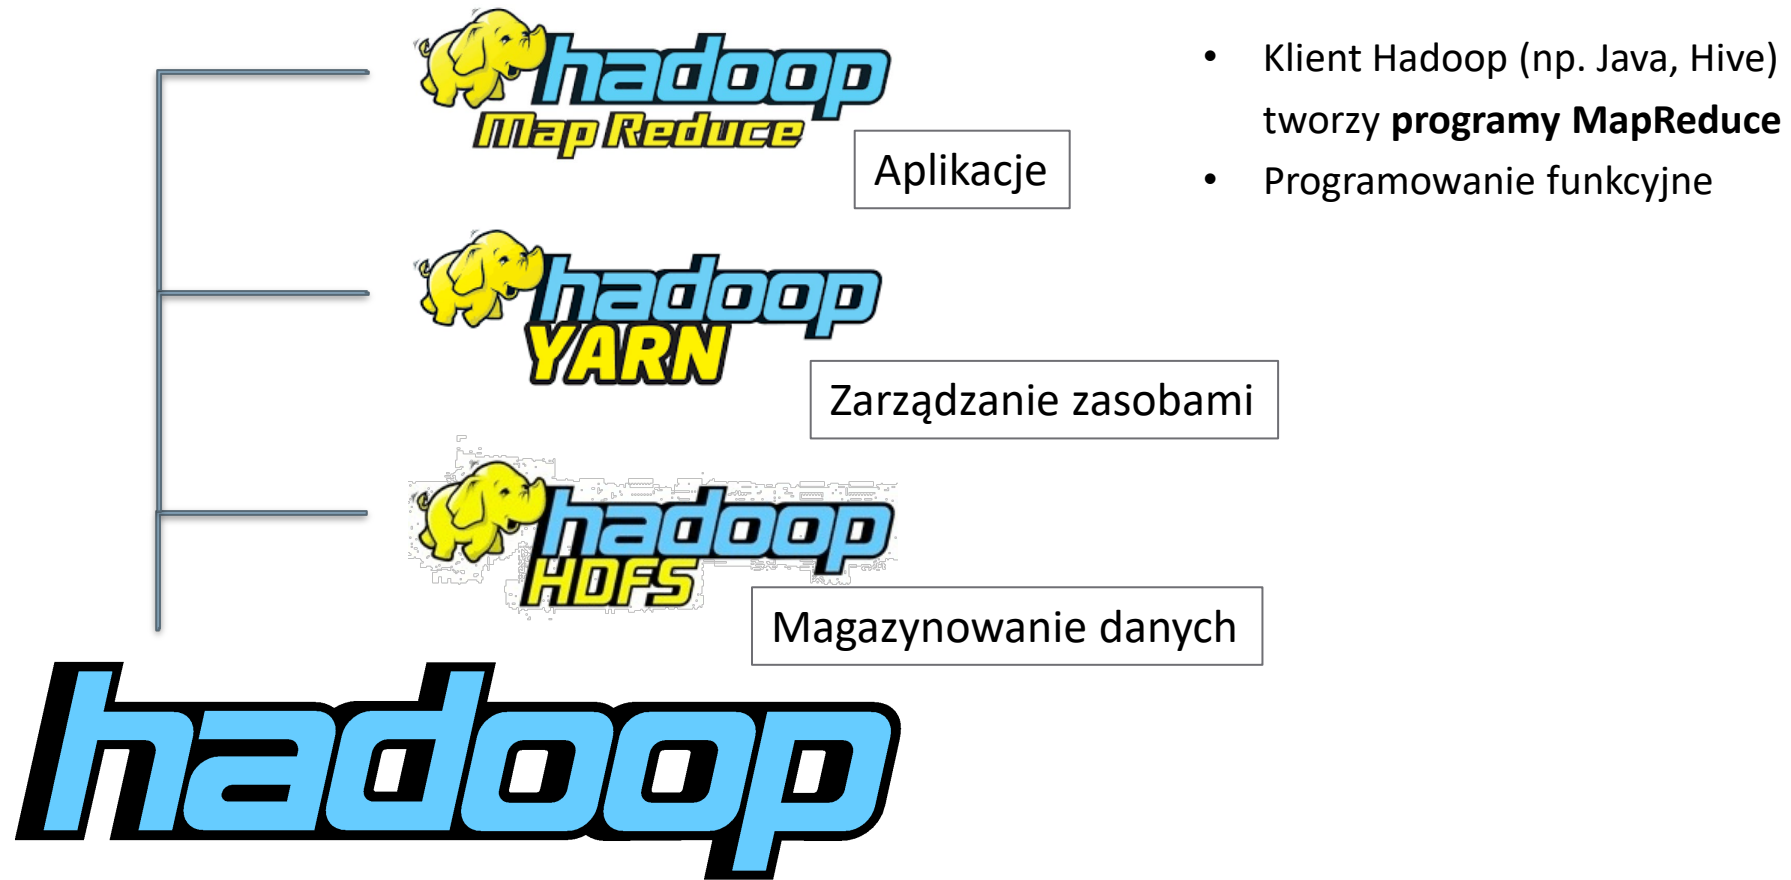 hadoop
Map Reduce
Aplikacje
• Klient Hadoop (np. Java, Hive)
tworzy programy MapReduce
• Programowanie funkcyjne
hadoop
YARN
Zarządzanie zasobami
hadoop
HDFS
Magazynowanie danych
hadoop